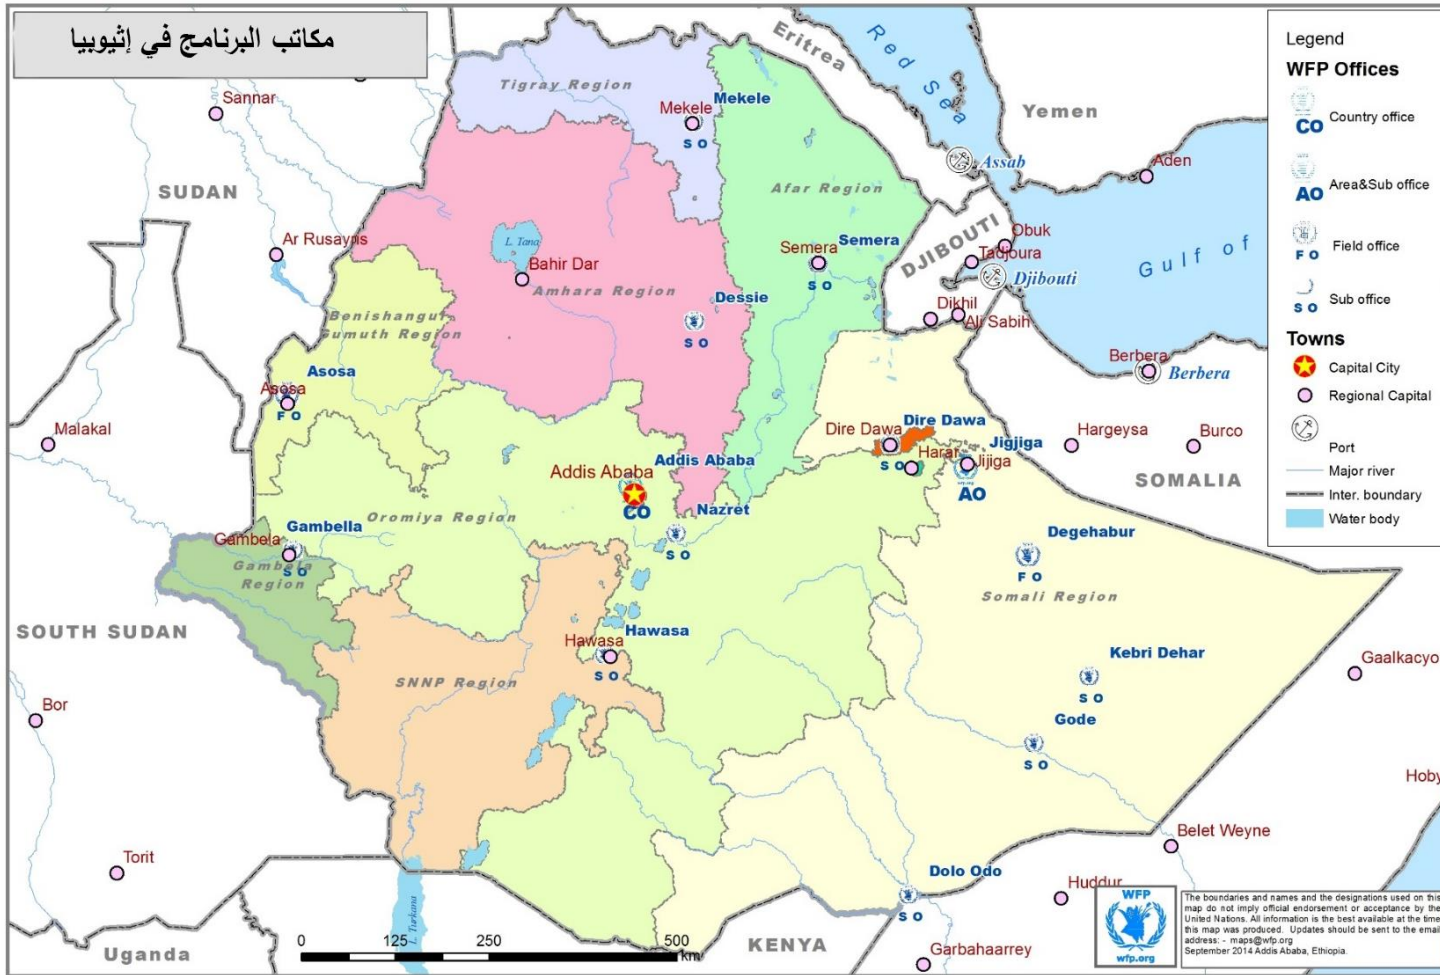 مكاتب البرنامج في إثيوبيا
Legend
WFP Offices
CO Country office
AO Area&Sub office
F O Field office
S O Sub office
Towns
Capital City
Regional Capital
Port
Major river
Inter. boundary
Water body
Eritrea
Red Sea
Yemen
Sannar
Tigray Region
Mekele
Mekele
S O
Assab
Aden
SUDAN
Afar Region
Ar Rusayris
L. Tana
Bahir Dar
Amhara Region
Semera
Semera
S O
DJIBOUTI
Obuk
Tadjoura
Djibouti
Gulf of
Dessie
S O
Dikhil
Ali Sabih
Benishangul
Gumuth Region
Asosa
Asosa
F O
Berbera
Berbera
Malakal
Dire Dawa
Dire Dawa
S O
Harar
Jigjiga
Jijiga
AO
Hargeysa
Burco
SOMALIA
Addis Ababa
Addis Ababa
CO
Nazret
S O
Oromiya Region
Gambella
Gambela
S O
Gambela
Region
Degehabur
F O
Somali Region
SOUTH SUDAN
Hawasa
Hawasa
S O
SNNP Region
Kebri Dehar
S O
Gaalkacyo
Gode
S O
Bor
Hoby
Belet Weyne
Torit
Dolo Odo
S O
Huddur
L. Turkana
Uganda
KENYA
Garbahaarrey
0 125 250 500
km
WFP
wfp.org
The boundaries and names and the designations used on this
map do not imply official endorsement or acceptance by the
United Nations. All information is the best available at the time
this map was produced. Updates should be sent to the email
address: - maps@wfp.org
September 2014 Addis Ababa, Ethiopia.